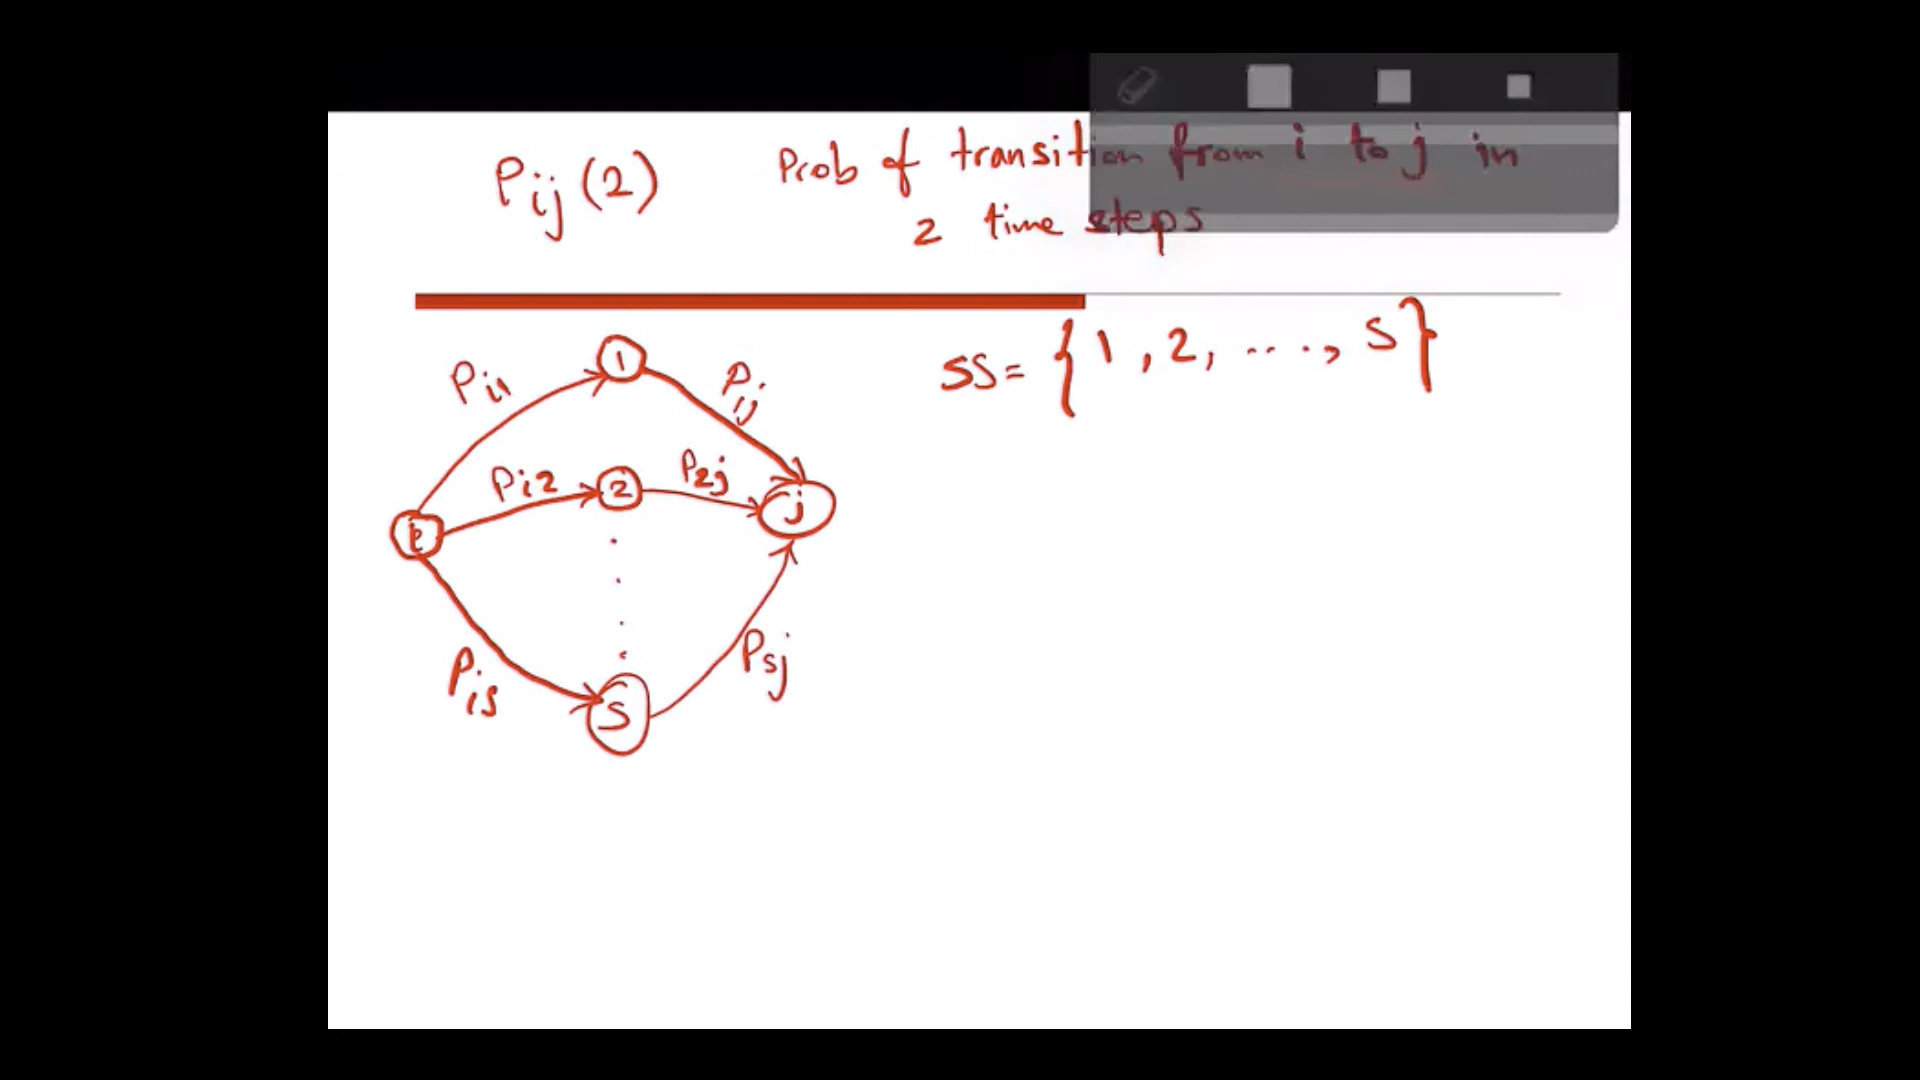 Pij(2) Prob of transition from i to j in
2 time steps
SS = {1, 2, ...., S}
Pi1 1 P1j
Pi2 2 P2j
i j
Pis S Psj